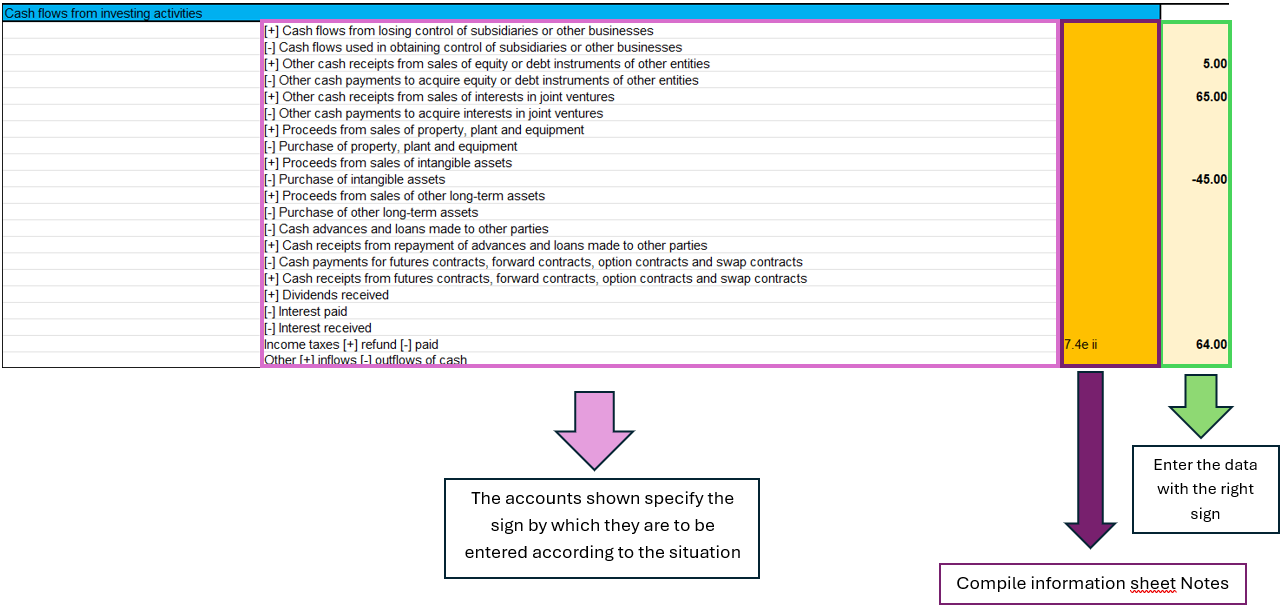 Cash flows from investing activities
[+] Cash flows from losing control of subsidiaries or other businesses
[-] Cash flows used in obtaining control of subsidiaries or other businesses
[+] Other cash receipts from sales of equity or debt instruments of other entities 5.00
[-] Other cash payments to acquire equity or debt instruments of other entities
[+] Other cash receipts from sales of interests in joint ventures 65.00
[-] Other cash payments to acquire interests in joint ventures
[+] Proceeds from sales of property, plant and equipment
[-] Purchase of property, plant and equipment
[+] Proceeds from sales of intangible assets
[-] Purchase of intangible assets -45.00
[+] Proceeds from sales of other long-term assets
[-] Purchase of other long-term assets
[-] Cash advances and loans made to other parties
[+] Cash receipts from repayment of advances and loans made to other parties
[-] Cash payments for futures contracts, forward contracts, option contracts and swap contracts
[+] Cash receipts from futures contracts, forward contracts, option contracts and swap contracts
[+] Dividends received
[-] Interest paid
[-] Interest received
Income taxes [+] refund [-] paid 7.4e ii 64.00
Other [+] inflows [-] outflows of cash
The accounts shown specify the
sign by which they are to be
entered according to the situation
Enter the data
with the right
sign
Compile information sheet Notes